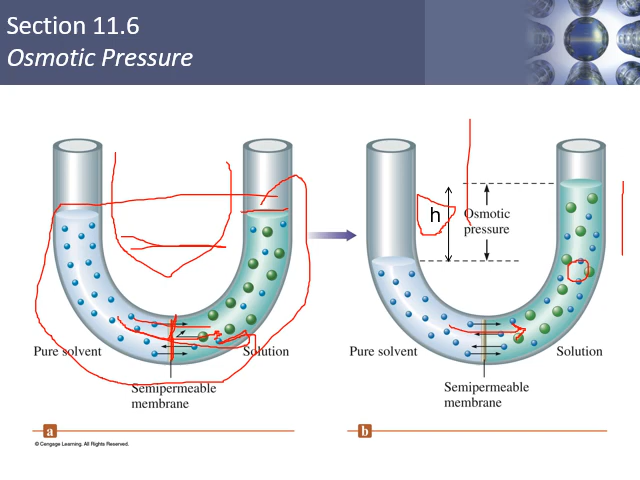 Section 11.6
Osmotic Pressure
h
Osmotic
pressure
Pure solvent
Solution
Semipermeable
membrane
a
Pure solvent
Solution
Semipermeable
membrane
b
© Cengage Learning. All Rights Reserved.